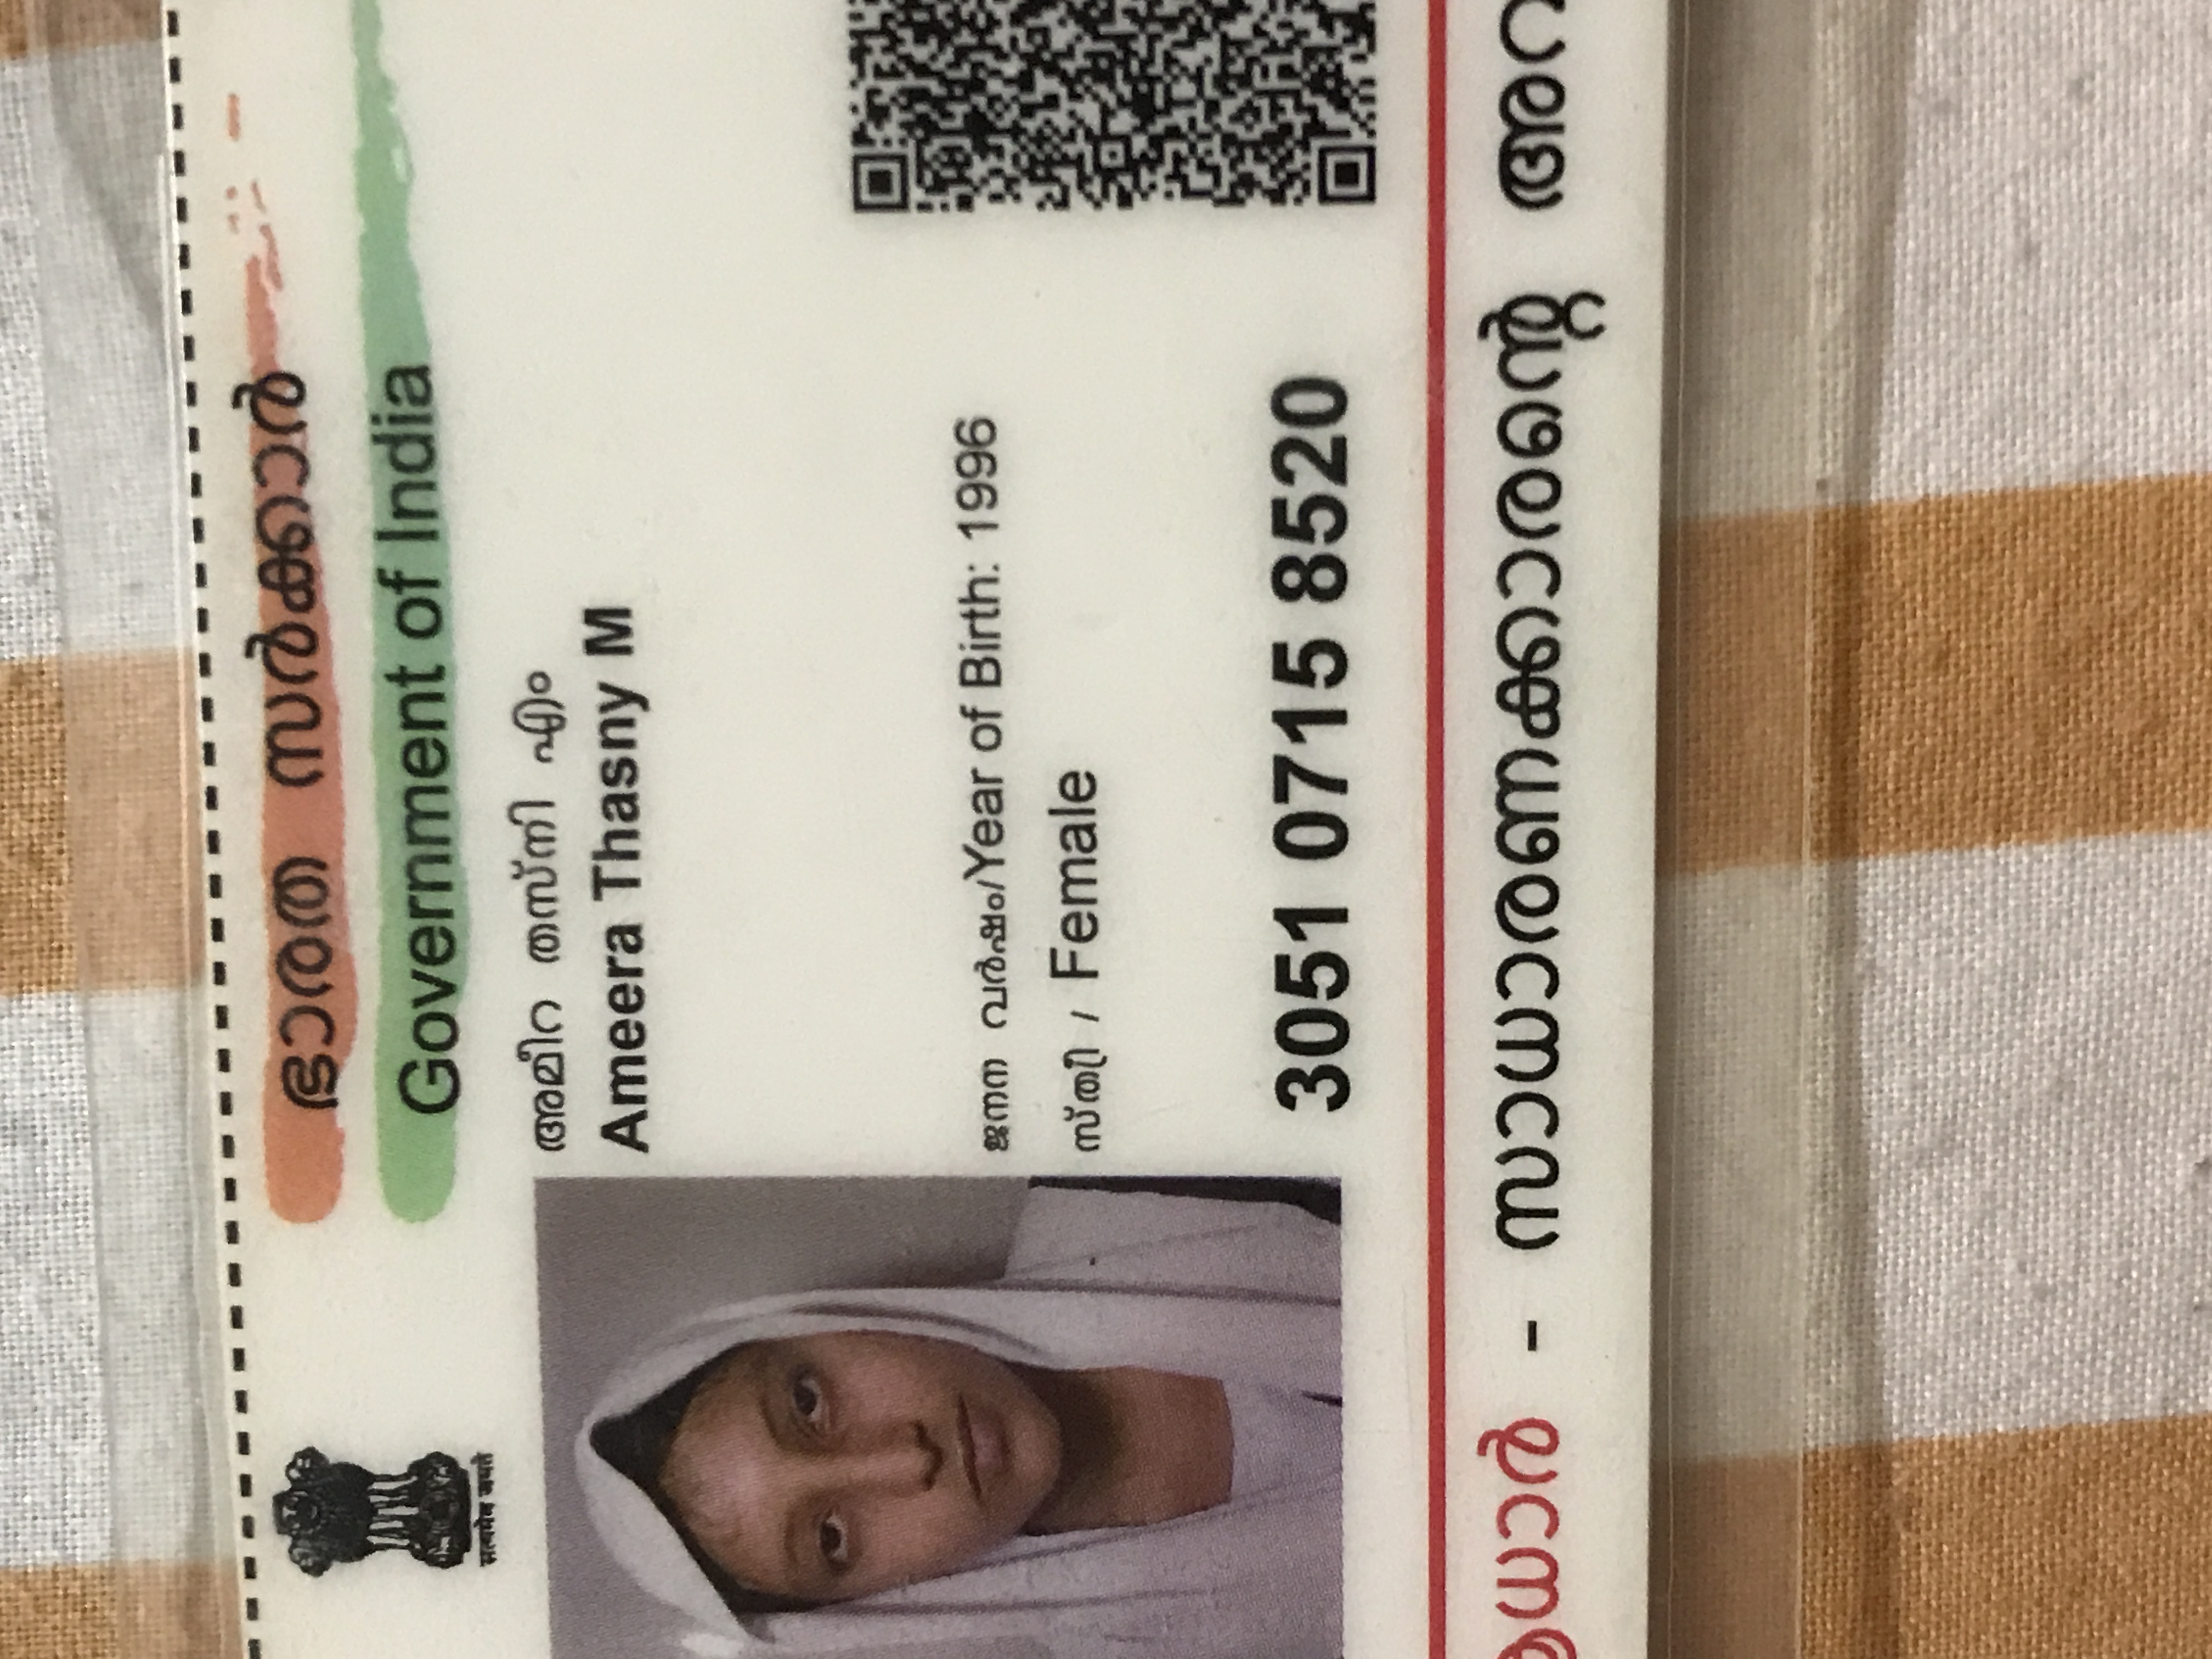 ഭാരത സർക്കാർ
Government of India
सत्यमेव जयते
അമീറ തസ്നി എം
Ameera Thasny M
ജനന വർഷം/Year of Birth: 1996
സ്ത്രീ / Female
3051 0715 8520
ആധാർ - സാധാരണക്കാരന്റെ